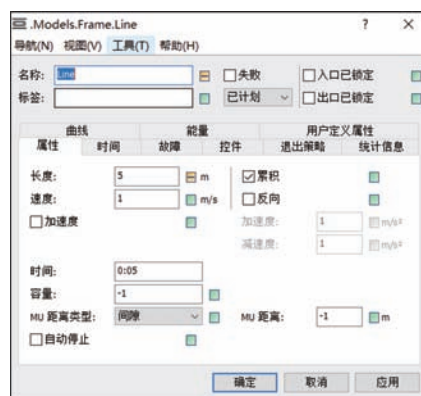 .Models.Frame.Line ? ×
导航(N) 视图(V) 工具(T) 帮助(H)
名称: Line 失败 入口已锁定
标签: 已计划 出口已锁定
曲线 能量 用户定义属性
属性 时间 故障 控件 退出策略 统计信息
长度: 5 m 累积
速度: 1 m/s 反向
加速度 加速度: 1 m/s²
减速度: 1 m/s²
时间: 0:05
容量: -1
MU 距离类型: 间隙 MU 距离: -1 m
自动停止
确定 取消 应用